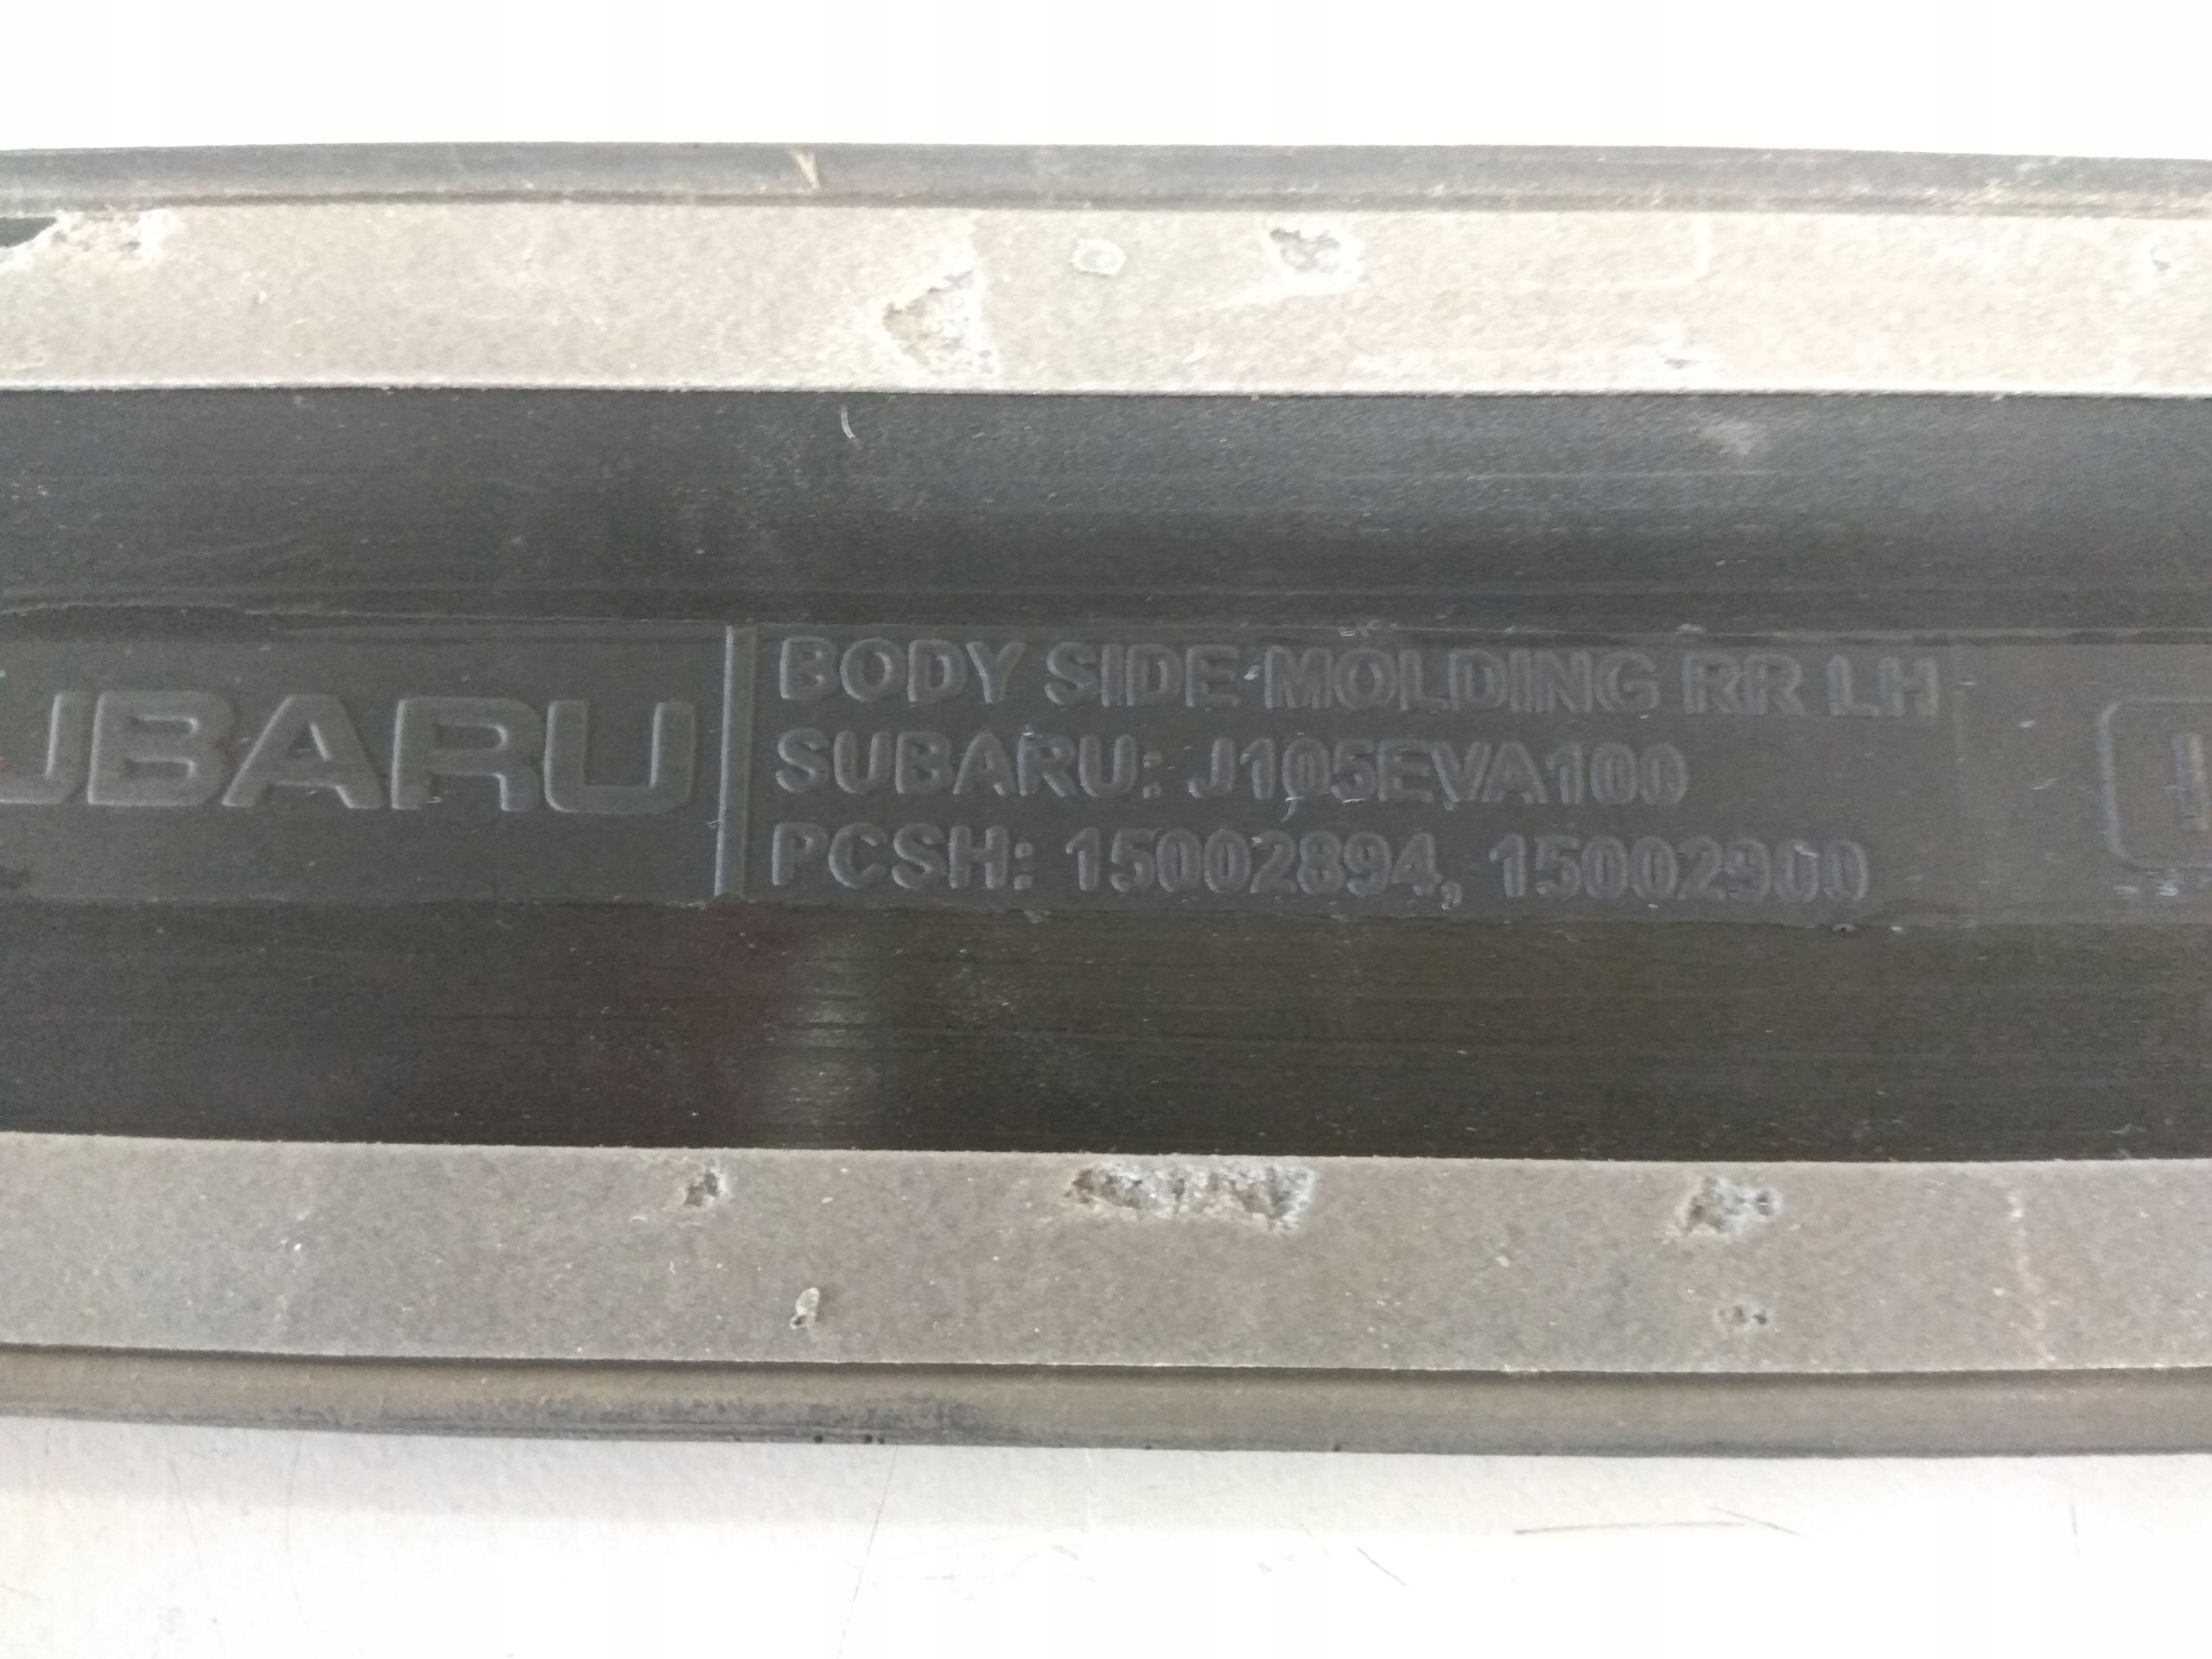 UBARU
BODY SIDE MOLDING RR LH
SUBARU: J105EVA100
PCSH: 15002894, 15002900